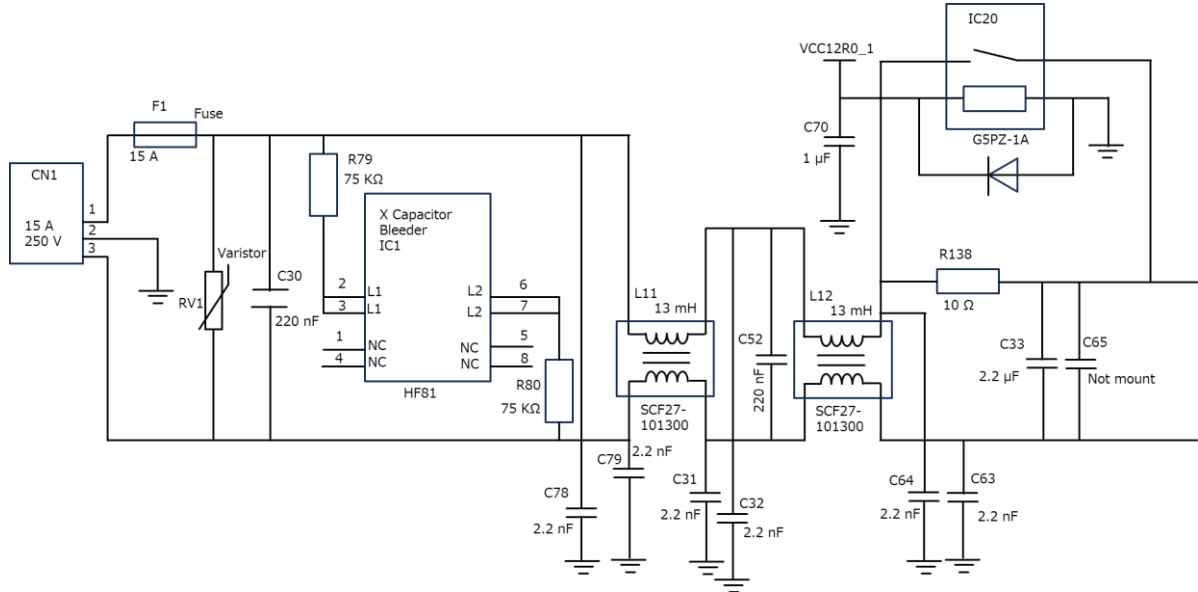 IC20
VCC12R0_1
F1
Fuse
15 A
C70
1 µF
G5PZ-1A
R79
75 KΩ
CN1
1
15 A
2
250 V
3
X Capacitor
Bleeder
IC1
Varistor
C30
RV1
220 nF
2
L1
3
L1
1
NC
4
NC
L2
6
L2
7
NC
5
NC
8
HF81
R80
75 KΩ
L11
13 mH
SCF27-
101300
C52
220 nF
L12
13 mH
SCF27-
101300
R138
10 Ω
C33
2.2 µF
C65
Not mount
2.2 nF
C79
C78
2.2 nF
C31
2.2 nF
C32
2.2 nF
C64
2.2 nF
C63
2.2 nF